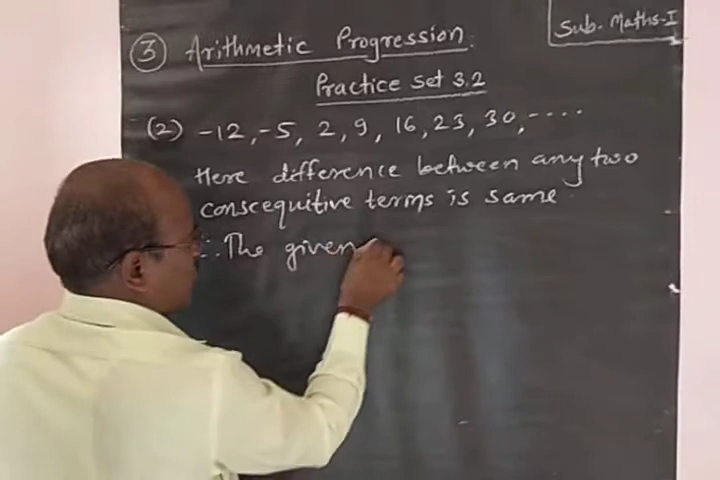 Sub. Maths-I
③ Arithmetic Progression.
Practice Set 3.2
(2) -12, -5, 2, 9, 16, 23, 30, ....
Here difference between any two
conscequitive terms is same
∴ The given